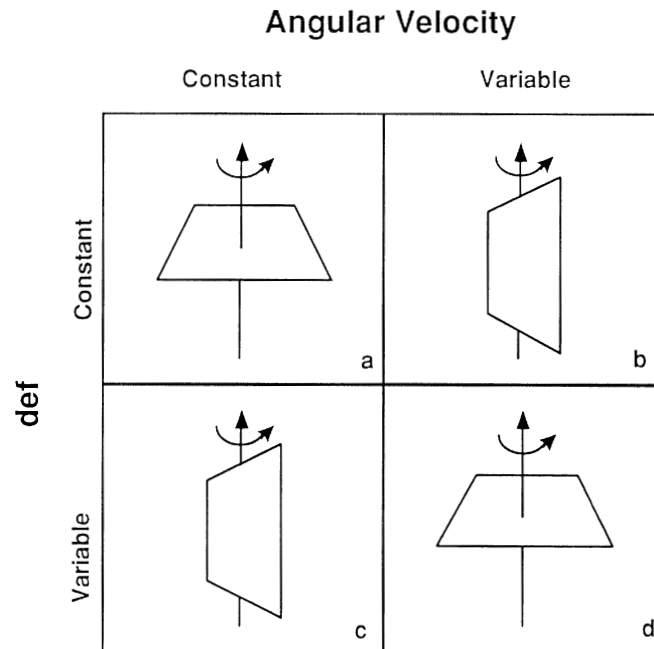 Angular Velocity
Constant
Variable
Constant
a
b
def
Variable
c
d